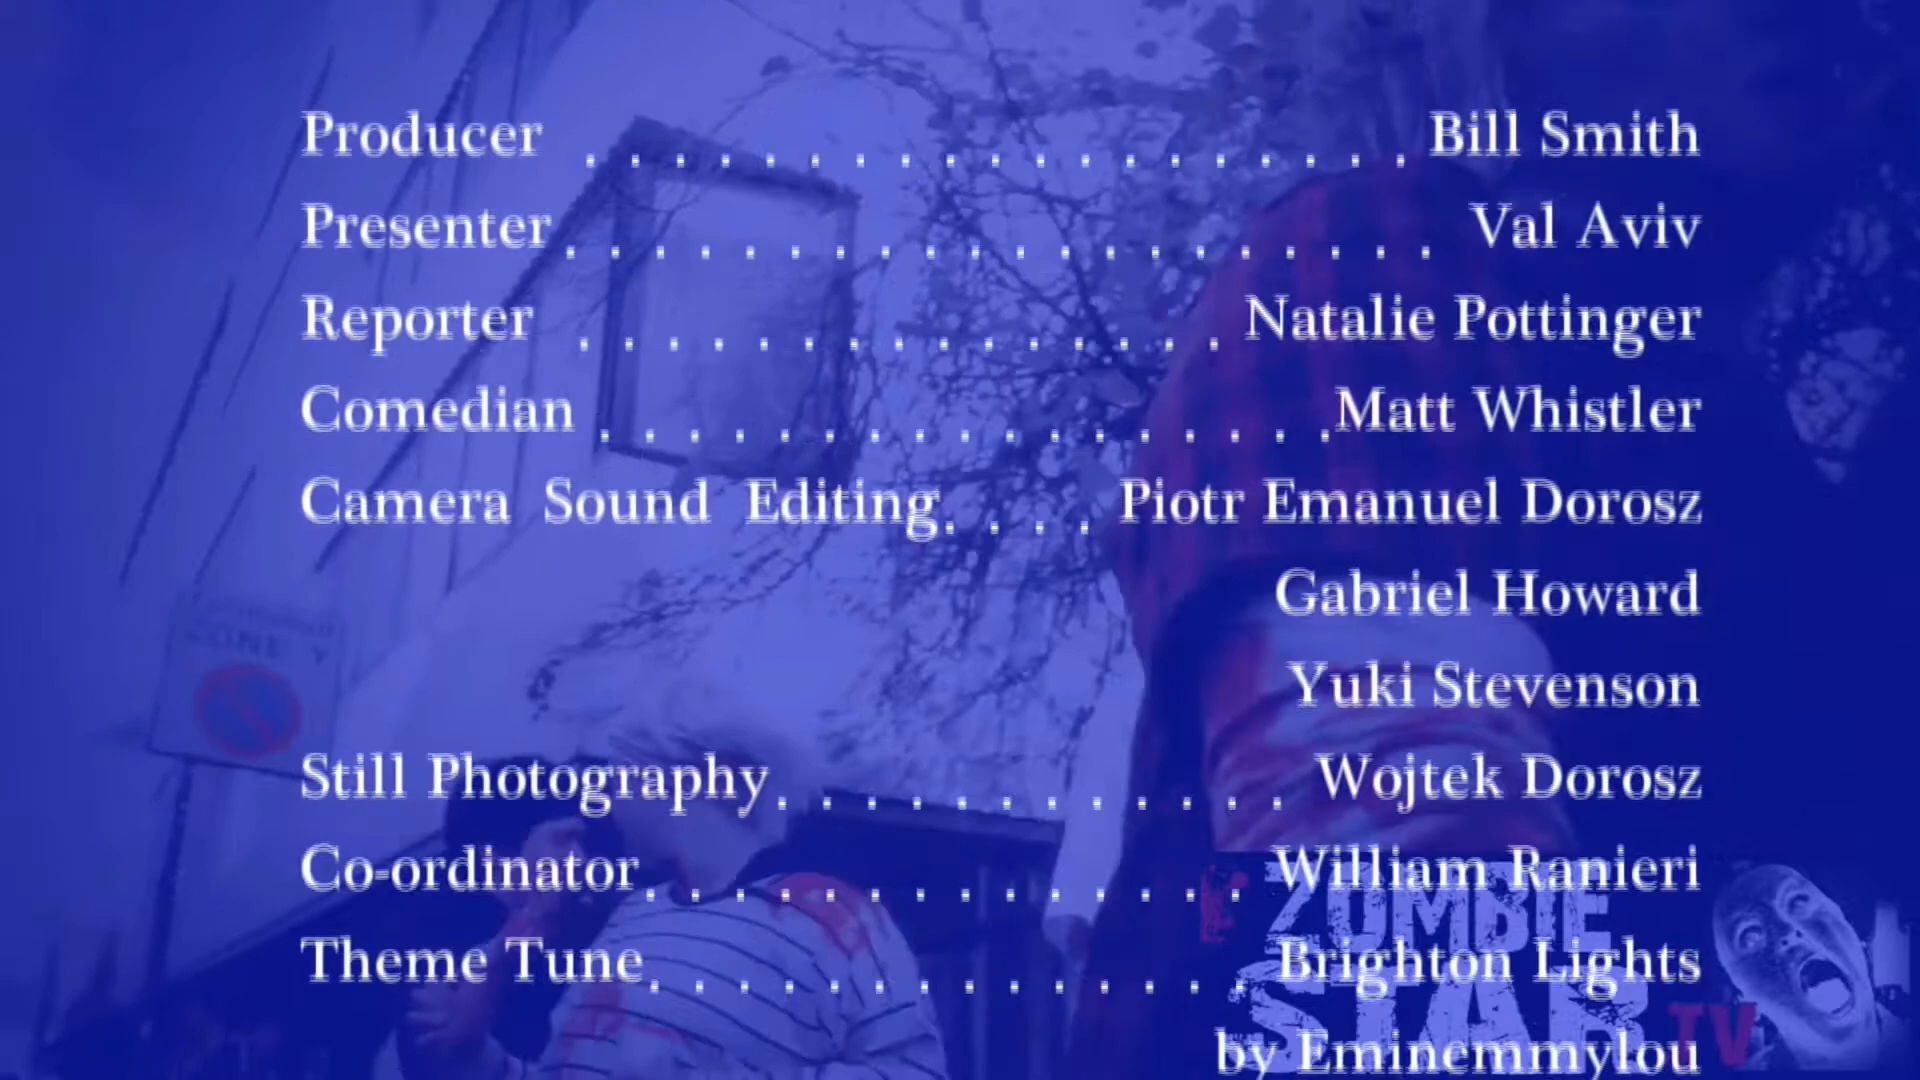 Producer . . . . . . . . . . . . . . . . . . . Bill Smith
Presenter . . . . . . . . . . . . . . . . . . . . Val Aviv
Reporter . . . . . . . . . . . . . . . Natalie Pottinger
Comedian . . . . . . . . . . . . . . . . . Matt Whistler
Camera Sound Editing. . . . Piotr Emanuel Dorosz
Gabriel Howard
Yuki Stevenson
Still Photography. . . . . . . . . . . . Wojtek Dorosz
Co-ordinator. . . . . . . . . . . . . . William Ranieri
Theme Tune. . . . . . . . . . . . . . Brighton Lights
by Eminemmylou
ZOMBIE
STAR TV
ZONE